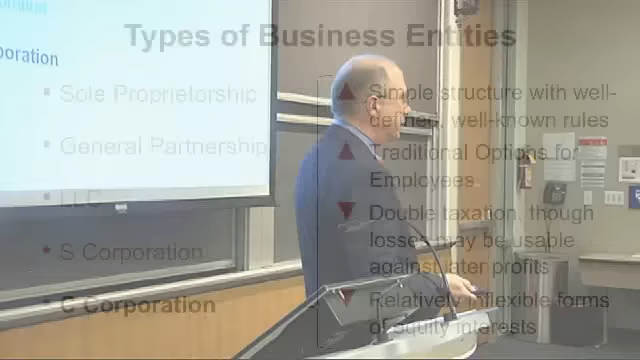 Types of Business Entities
poration
Sole Proprietorship
General Partnership
LLC
S Corporation
C Corporation
Simple structure with well-
defined, well-known rules
Traditional Options for
Employees
Double taxation, though
losses may be usable
against later profits
Relatively inflexible forms
of equity interests